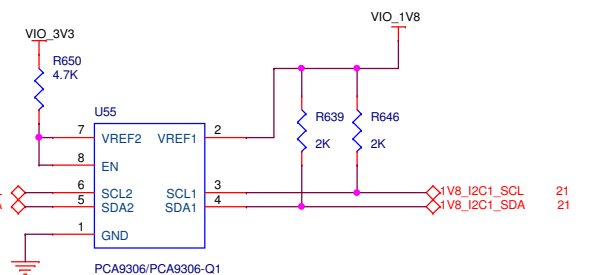 VIO_1V8
VIO_3V3
R650
4.7K
U55
R639
R646
2K
2K
7 VREF2 VREF1 2
8 EN
6 SCL2 SCL1 3 1V8_I2C1_SCL 21
5 SDA2 SDA1 4 1V8_I2C1_SDA 21
1 GND
PCA9306/PCA9306-Q1